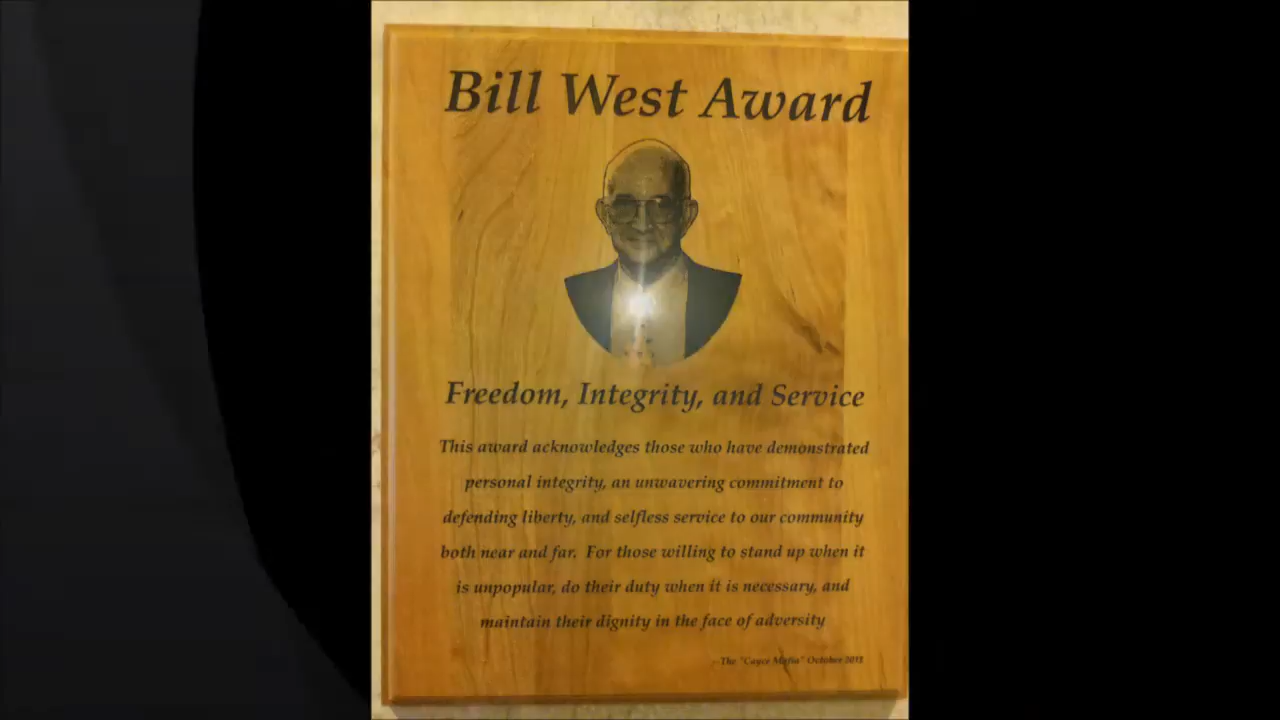 Bill West Award
Freedom, Integrity, and Service
This award acknowledges those who have demonstrated
personal integrity, an unwavering commitment to
defending liberty, and selfless service to our community
both near and far. For those willing to stand up when it
is unpopular, do their duty when it is necessary, and
maintain their dignity in the face of adversity
--The "Cayce Mafia" October 2013